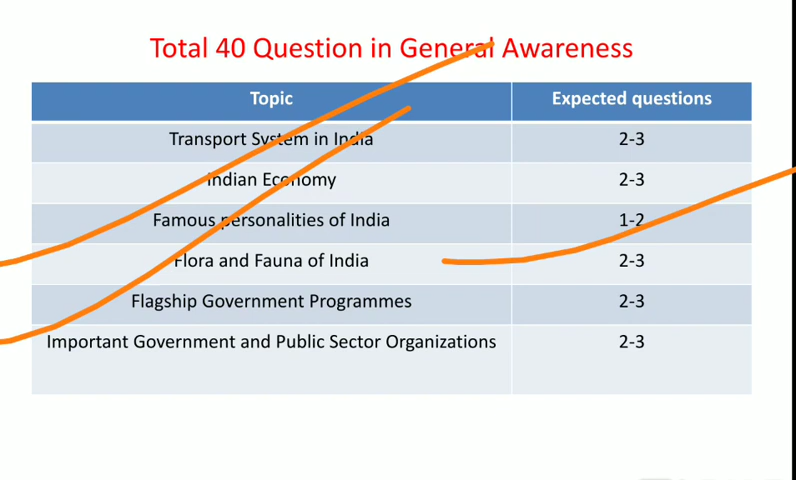 Total 40 Question in General Awareness
Topic Expected questions
Transport System in India 2-3
Indian Economy 2-3
Famous personalities of India 1-2
Flora and Fauna of India 2-3
Flagship Government Programmes 2-3
Important Government and Public Sector Organizations 2-3